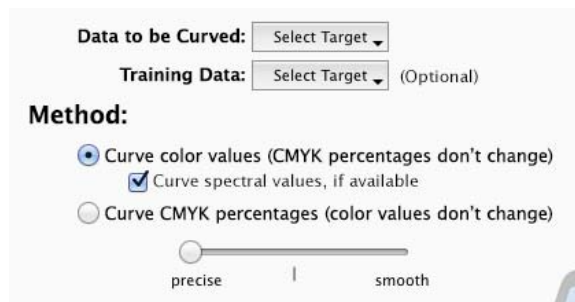 Data to be Curved: Select Target
Training Data: Select Target (Optional)
Method:
Curve color values (CMYK percentages don't change)
Curve spectral values, if available
Curve CMYK percentages (color values don't change)
precise smooth